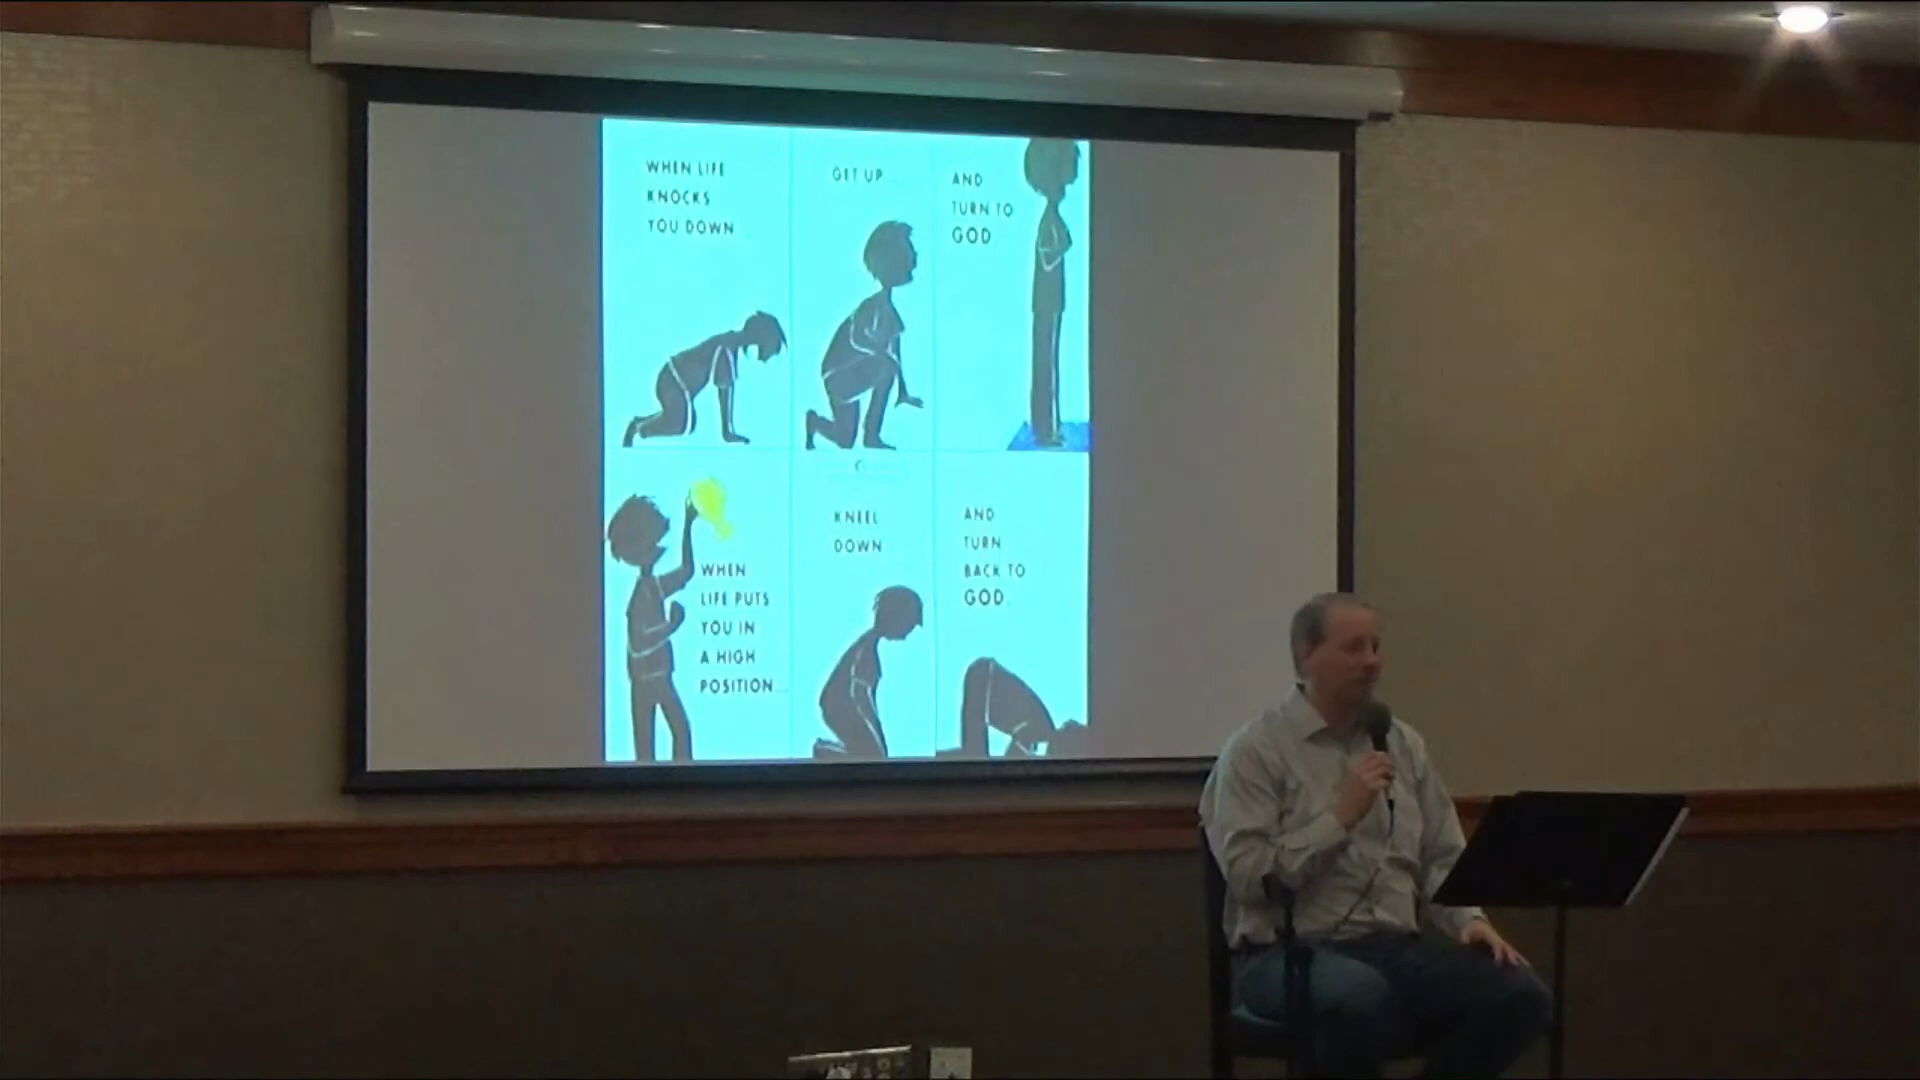 WHEN LIFE
KNOCKS
YOU DOWN...
GET UP...
AND
TURN TO
GOD
WHEN
LIFE PUTS
YOU IN
A HIGH
POSITION...
KNEEL
DOWN
AND
TURN
BACK TO
GOD.